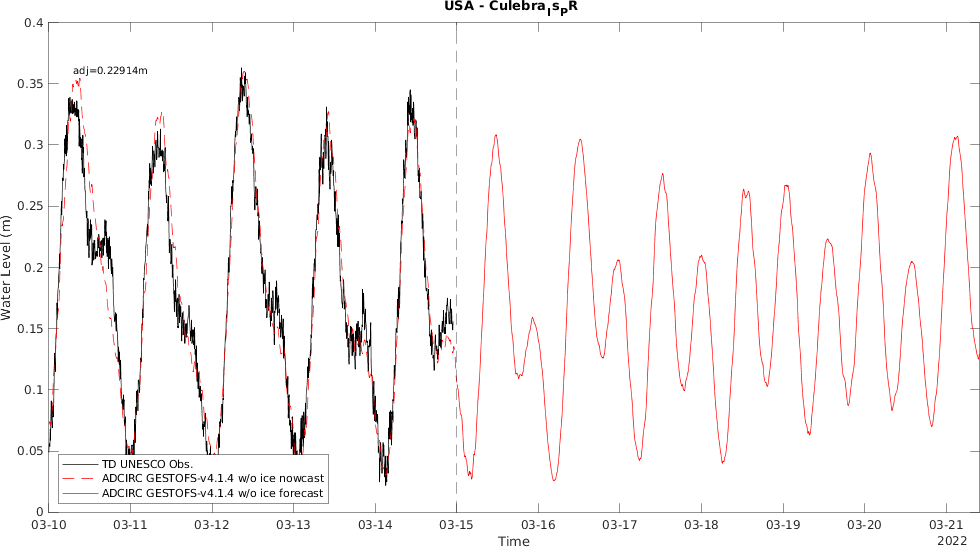 USA - Culebra_Is_PR
0.4
adj=0.22914m
0.35
0.3
0.25
0.2
0.15
0.1
0.05
0
Water Level (m)
TD UNESCO Obs.
ADCIRC GESTOFS-v4.1.4 w/o ice nowcast
ADCIRC GESTOFS-v4.1.4 w/o ice forecast
03-10 03-11 03-12 03-13 03-14 03-15 03-16 03-17 03-18 03-19 03-20 03-21
Time
2022